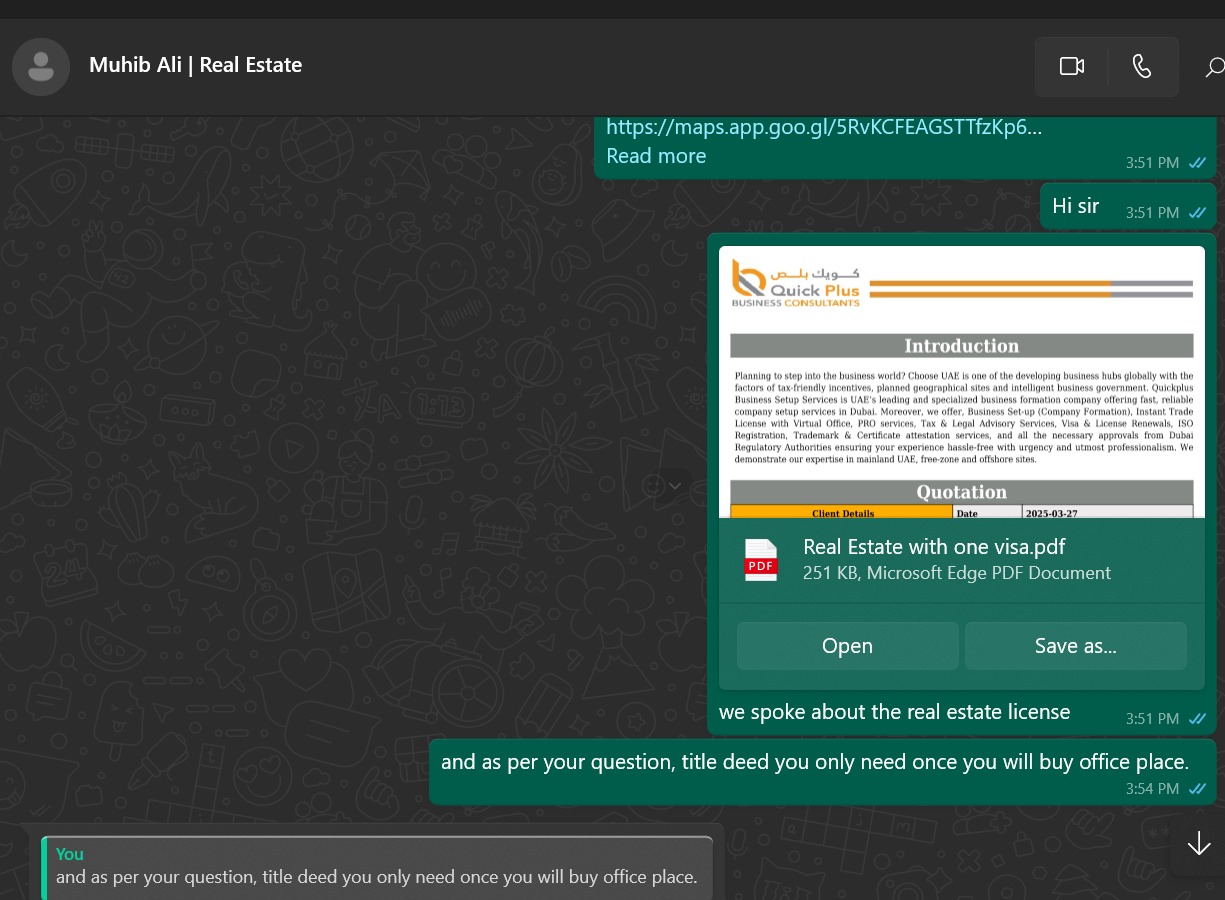 Muhib Ali | Real Estate
https://maps.app.goo.gl/5RvKCFEAGSTTfzKp6...
Read more
3:51 PM
Hi sir
3:51 PM
كويك بلص
Quick Plus
BUSINESS CONSULTANTS
Introduction
Planning to step into the business world? Choose UAE is one of the developing business hubs globally with the
factors of tax-friendly incentives, planned geographical sites and intelligent business government. Quickplus
Business Setup Services is UAE's leading and specialized business formation company offering fast, reliable
company setup services in Dubai. Moreover, we offer, Business Set-up (Company Formation), Instant Trade
License with Virtual Office, PRO services, Tax & Legal Advisory Services, Visa & License Renewals, ISO
Registration, Trademark & Certificate attestation services, and all the necessary approvals from Dubai
Regulatory Authorities ensuring your experience hassle-free with urgency and utmost professionalism. We
demonstrate our expertise in mainland UAE, free-zone and offshore sites.
Quotation
Client Details Date 2025-03-27
PDF
Real Estate with one visa.pdf
251 KB, Microsoft Edge PDF Document
Open Save as...
we spoke about the real estate license
3:51 PM
and as per your question, title deed you only need once you will buy office place.
3:54 PM
You
and as per your question, title deed you only need once you will buy office place.